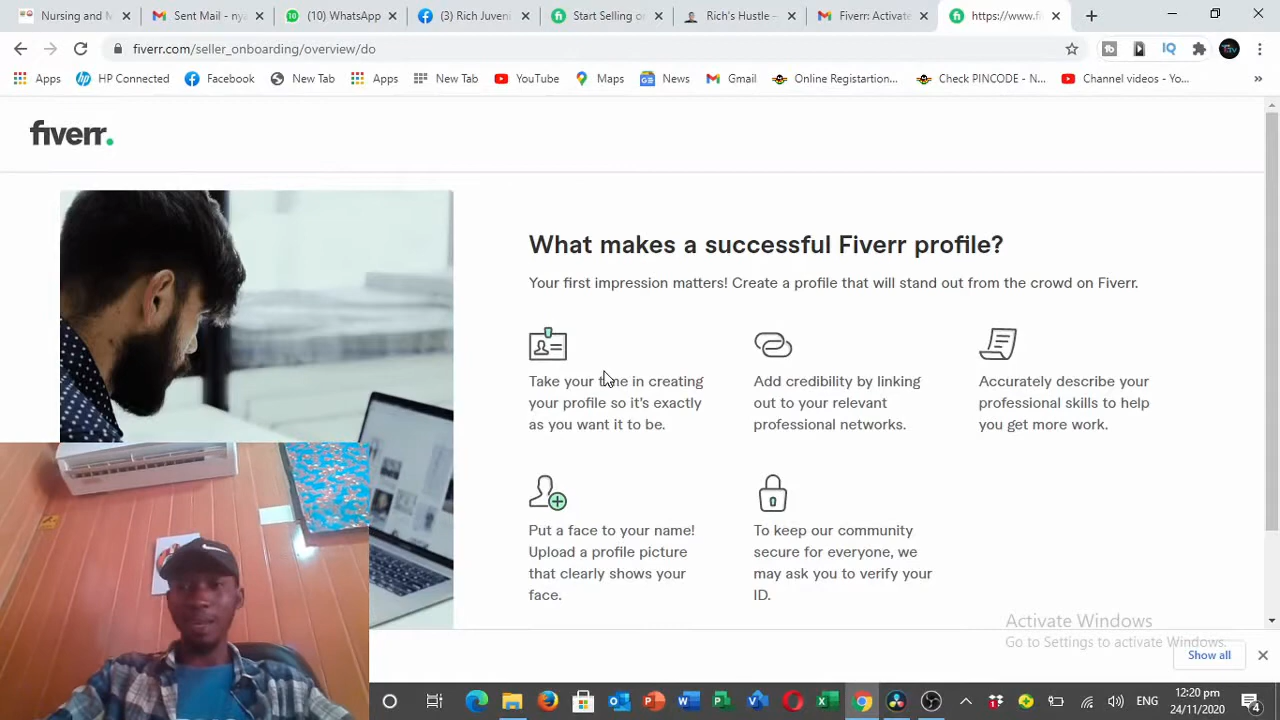 Nursing and M
Sent Mail - nya
(10) WhatsApp
(3) Rich Juveni
Start Selling o
Rich's Hustle –
Fiverr: Activate
https://www.f
fiverr.com/seller_onboarding/overview/do
Apps
HP Connected
Facebook
New Tab
Apps
New Tab
YouTube
Maps
News
Gmail
Online Registartion...
Check PINCODE - N...
Channel videos - Yo...
fiverr.
What makes a successful Fiverr profile?
Your first impression matters! Create a profile that will stand out from the crowd on Fiverr.
Take your time in creating
your profile so it's exactly
as you want it to be.
Add credibility by linking
out to your relevant
professional networks.
Accurately describe your
professional skills to help
you get more work.
Put a face to your name!
Upload a profile picture
that clearly shows your
face.
To keep our community
secure for everyone, we
may ask you to verify your
ID.
Activate Windows
Go to Settings to activate Windows.
Show all
ENG
12:20 pm
24/11/2020